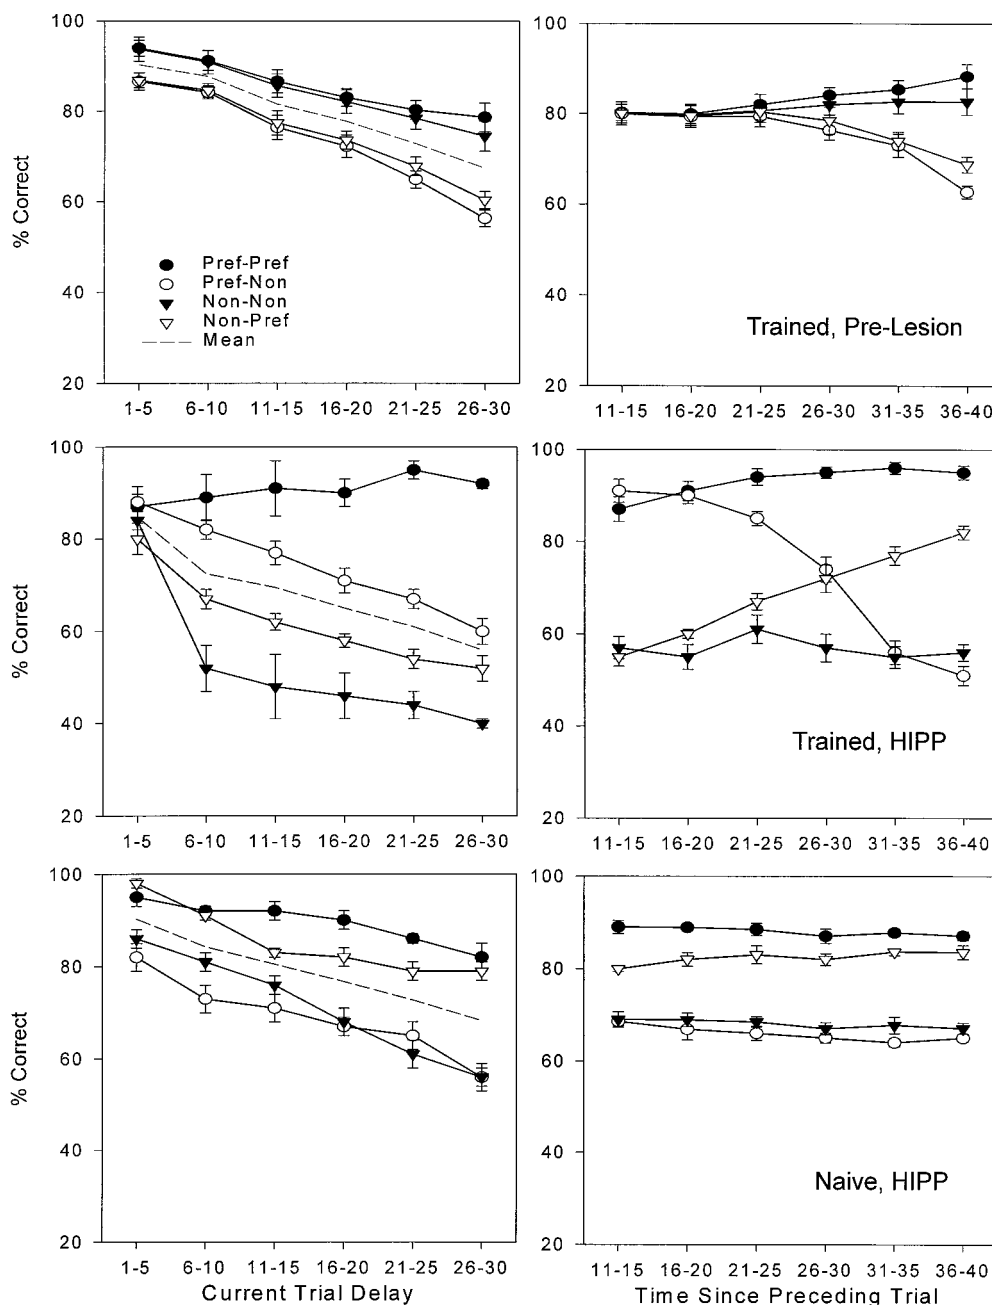 100
80
60
40
20
% Correct
Pref-Pref
Pref-Non
Non-Non
Non-Pref
Mean
1-5 6-10 11-15 16-20 21-25 26-30
100
80
60
40
20
Trained, Pre-Lesion
11-15 16-20 21-25 26-30 31-35 36-40
100
80
60
40
20
% Correct
1-5 6-10 11-15 16-20 21-25 26-30
100
80
60
40
20
Trained, HIPP
11-15 16-20 21-25 26-30 31-35 36-40
100
80
60
40
20
% Correct
1-5 6-10 11-15 16-20 21-25 26-30
Current Trial Delay
100
80
60
40
20
Naive, HIPP
11-15 16-20 21-25 26-30 31-35 36-40
Time Since Preceding Trial